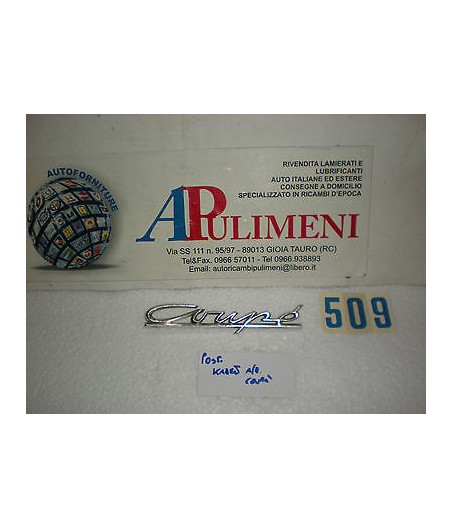 AUTOFORNITURE
RIVENDITA LAMIERATI E
LUBRIFICANTI
AUTO ITALIANE ED ESTERE
CONSEGNE A DOMICILIO
SPECIALIZZATO IN RICAMBI D'EPOCA
APULIMENI
Via SS 111 n. 95/97 - 89013 GIOIA TAURO (RC)
Tel&Fax. 0966 57011 - Tel 0966.938893
Email: autoricambipulimeni@libero.it
Coupé
509
Post.